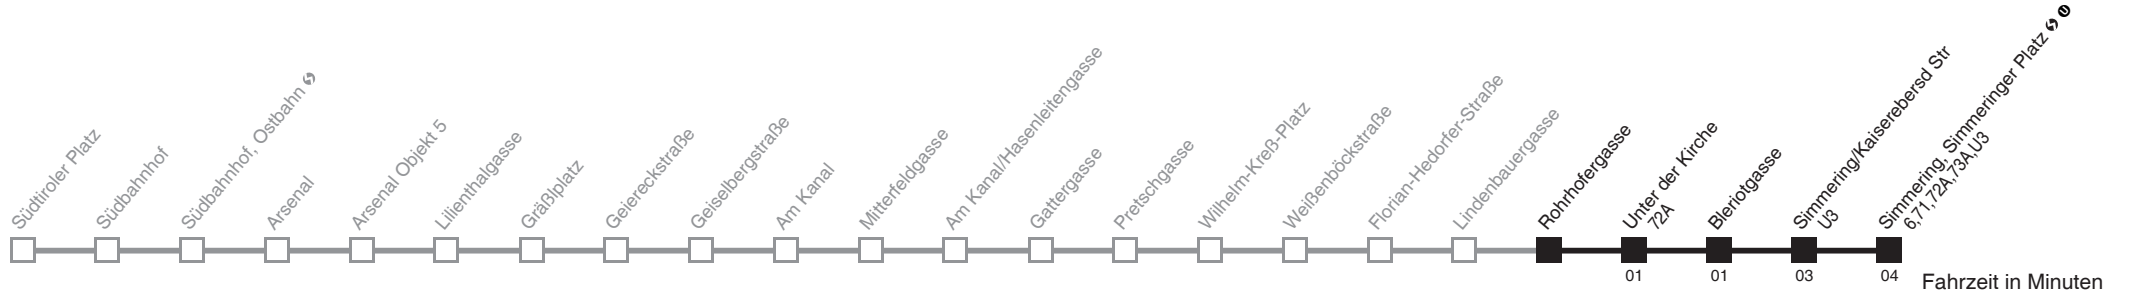 Südtiroler Platz
Südbahnhof
Südbahnhof, Ostbahn
Arsenal
Arsenal Objekt 5
Lilienthalgasse
Gräßlplatz
Geiereckstraße
Geiselbergstraße
Am Kanal
Mitterfeldgasse
Am Kanal/Hasenleitengasse
Gattergasse
Pretschgasse
Wilhelm-Kreß-Platz
Weißenböckstraße
Florian-Hedorfer-Straße
Lindenbauergasse
Rohrhofergasse
Unter der Kirche
72A
Bleriotgasse
Simmering/Kaiserebersd Str
U3
Simmering, Simmeringer Platz
6,71,72A,73A,U3
01
01
03
04
Fahrzeit in Minuten